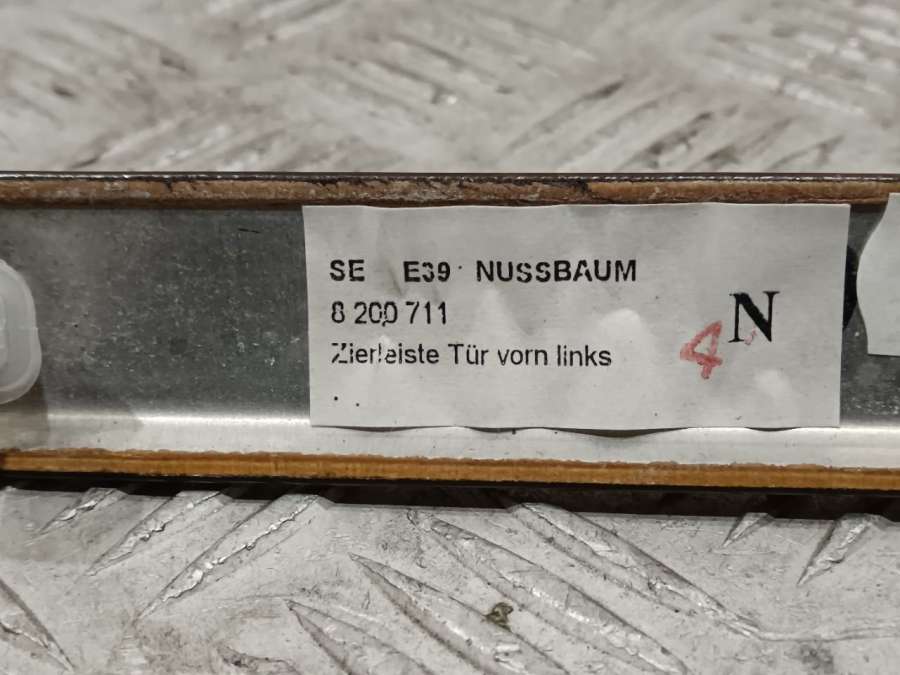 SE E39 NUSSBAUM
8 200 711
Zierleiste Tür vorn links
4 N